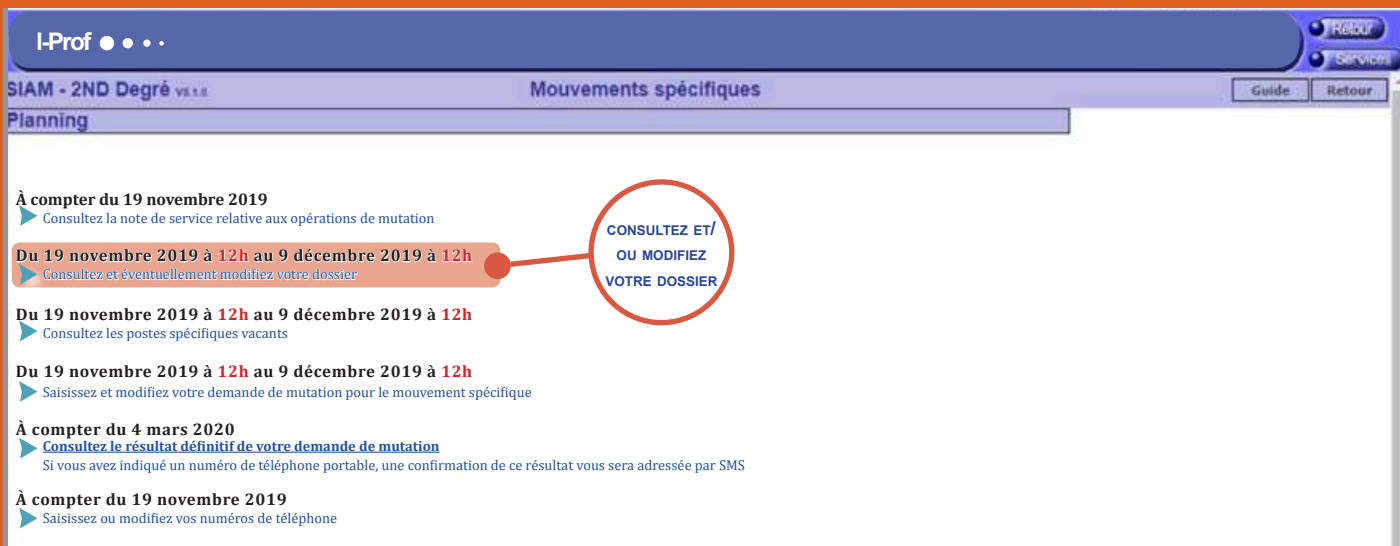 I-Prof
Retour
Services
SIAM - 2ND Degré
Mouvements spécifiques
Guide
Retour
Planning
À compter du 19 novembre 2019
Consultez la note de service relative aux opérations de mutation
Du 19 novembre 2019 à 12h au 9 décembre 2019 à 12h
Consultez et éventuellement modifiez votre dossier
CONSULTEZ ET/
OU MODIFIEZ
VOTRE DOSSIER
Du 19 novembre 2019 à 12h au 9 décembre 2019 à 12h
Consultez les postes spécifiques vacants
Du 19 novembre 2019 à 12h au 9 décembre 2019 à 12h
Saisissez et modifiez votre demande de mutation pour le mouvement spécifique
À compter du 4 mars 2020
Consultez le résultat définitif de votre demande de mutation
Si vous avez indiqué un numéro de téléphone portable, une confirmation de ce résultat vous sera adressée par SMS
À compter du 19 novembre 2019
Saisissez ou modifiez vos numéros de téléphone